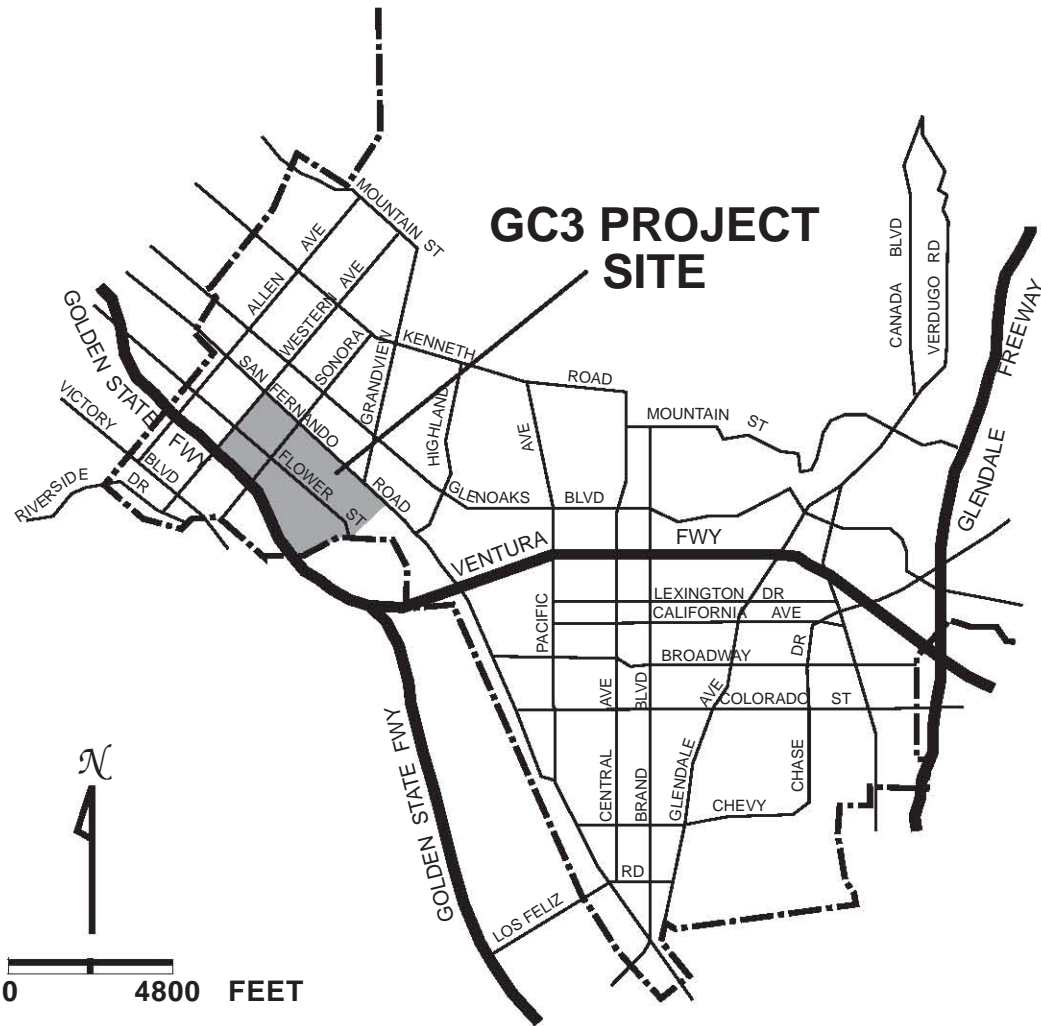 GC3 PROJECT
SITE
MOUNTAIN ST
CANADA BLVD
VERDUGO RD
GLENDALE FREEWAY
ALLEN AVE
WESTERN AVE
SONORA
GRANDVIEW
HIGHLAND
AVE
KENNETH ROAD
MOUNTAIN ST
GOLDEN STATE FWY
SAN FERNANDO ROAD
VICTORY BLVD
RIVERSIDE DR
FLOWER ST
GLENOAKS BLVD
VENTURA FWY
LEXINGTON DR
CALIFORNIA AVE
PACIFIC
BROADWAY
COLORADO ST
CENTRAL AVE
BRAND BLVD
GLENDALE AVE
CHASE DR
CHEVY
RD
LOS FELIZ
GOLDEN STATE FWY
N
0 4800 FEET